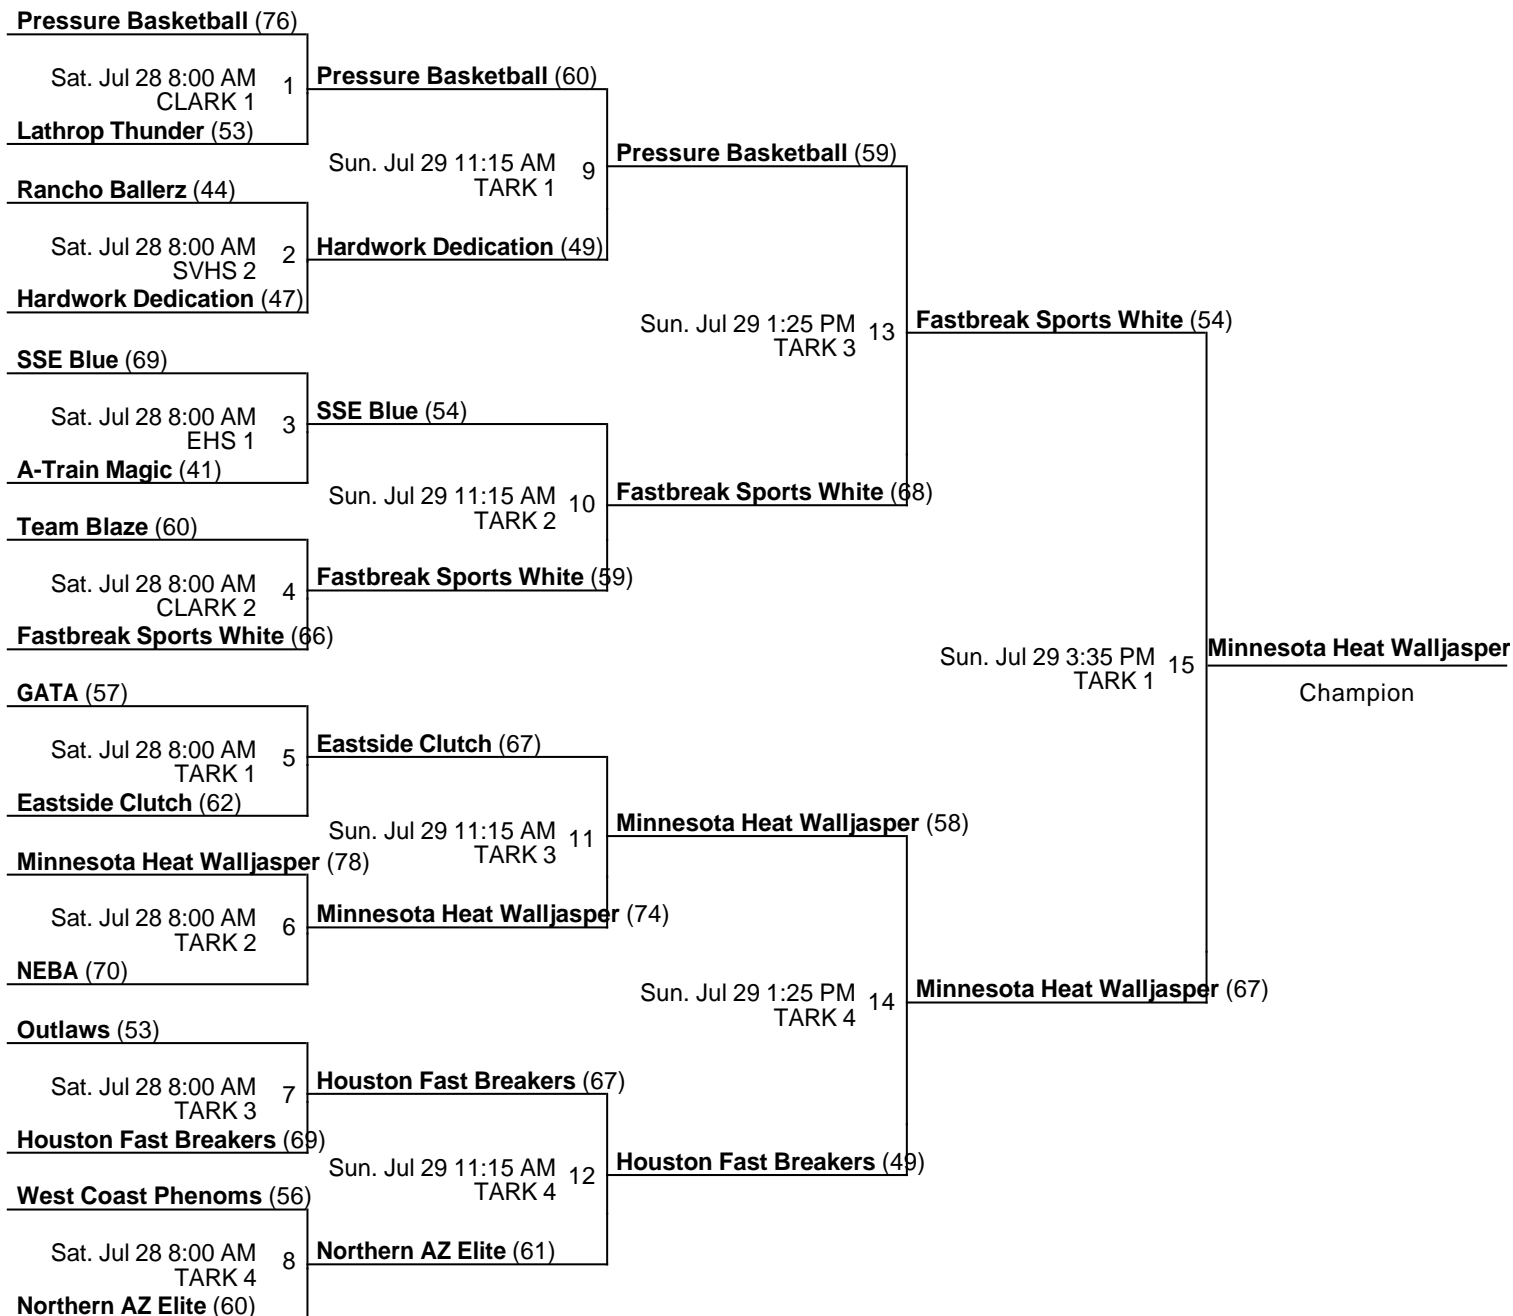 Pressure Basketball (76)
Sat. Jul 28 8:00 AM
CLARK 1
1
Lathrop Thunder (53)
Rancho Ballerz (44)
Sat. Jul 28 8:00 AM
SVHS 2
2
Hardwork Dedication (47)
SSE Blue (69)
Sat. Jul 28 8:00 AM
EHS 1
3
A-Train Magic (41)
Team Blaze (60)
Sat. Jul 28 8:00 AM
CLARK 2
4
Fastbreak Sports White (66)
GATA (57)
Sat. Jul 28 8:00 AM
TARK 1
5
Eastside Clutch (62)
Minnesota Heat Walljasper (78)
Sat. Jul 28 8:00 AM
TARK 2
6
NEBA (70)
Outlaws (53)
Sat. Jul 28 8:00 AM
TARK 3
7
Houston Fast Breakers (69)
West Coast Phenoms (56)
Sat. Jul 28 8:00 AM
TARK 4
8
Northern AZ Elite (60)
Pressure Basketball (60)
Sun. Jul 29 11:15 AM
TARK 1
9
Hardwork Dedication (49)
SSE Blue (54)
Sun. Jul 29 11:15 AM
TARK 2
10
Fastbreak Sports White (59)
Eastside Clutch (67)
Sun. Jul 29 11:15 AM
TARK 3
11
Minnesota Heat Walljasper (74)
Houston Fast Breakers (67)
Sun. Jul 29 11:15 AM
TARK 4
12
Northern AZ Elite (61)
Pressure Basketball (59)
Sun. Jul 29 1:25 PM
TARK 3
13
Fastbreak Sports White (68)
Minnesota Heat Walljasper (58)
Sun. Jul 29 1:25 PM
TARK 4
14
Houston Fast Breakers (49)
Fastbreak Sports White (54)
Sun. Jul 29 3:35 PM
TARK 1
15
Minnesota Heat Walljasper (67)
Minnesota Heat Walljasper
Champion